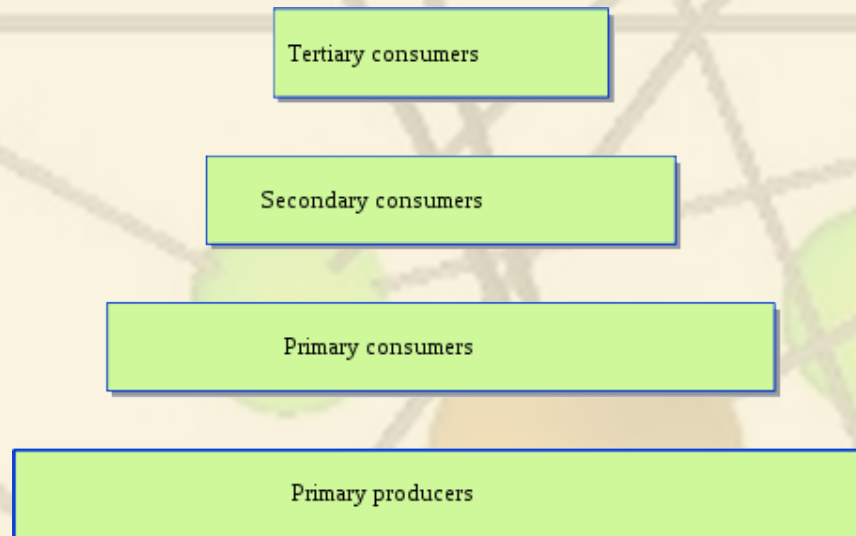 Tertiary consumers
Secondary consumers
Primary consumers
Primary producers